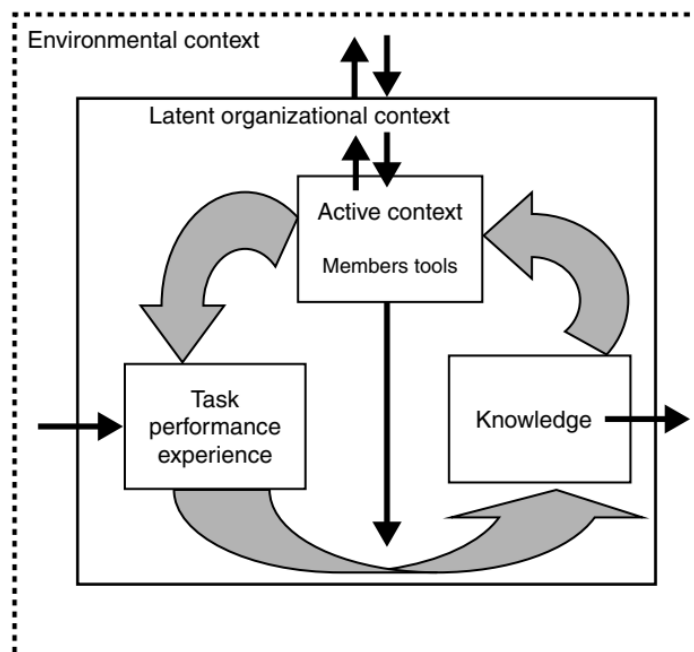 Environmental context
Latent organizational context
Active context
Members tools
Task
performance
experience
Knowledge